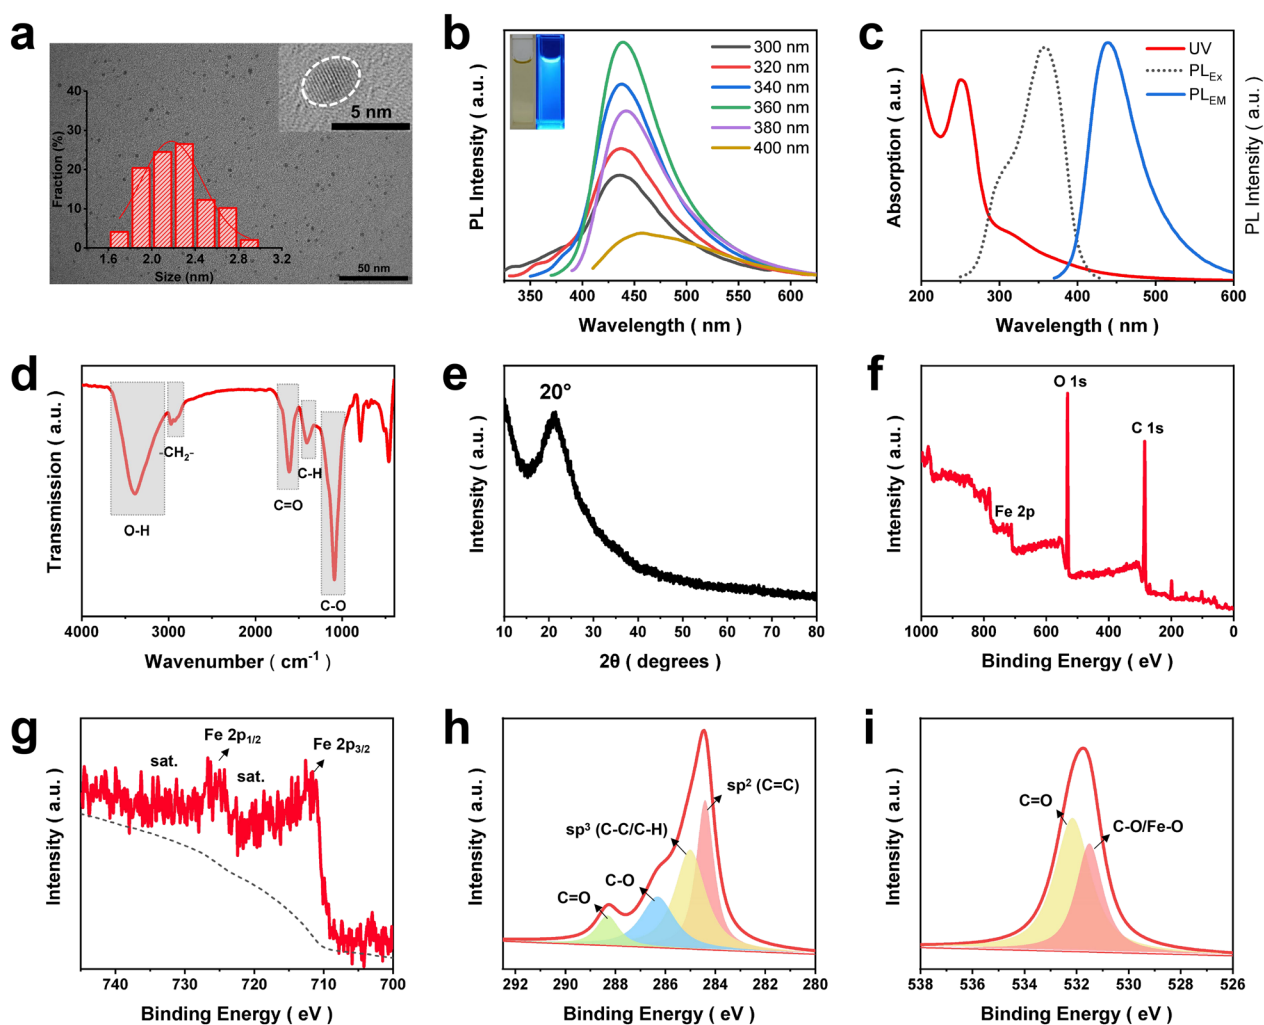 a
5 nm
Fraction (%)
40
30
20
10
0
1.6 2.0 2.4 2.8 3.2
Size (nm)
50 nm
b
PL Intensity ( a.u. )
300 nm
320 nm
340 nm
360 nm
380 nm
400 nm
350 400 450 500 550 600
Wavelength ( nm )
c
Absorption ( a.u. )
UV
PLEx
PLEM
PL Intensity ( a.u. )
200 300 400 500 600
Wavelength ( nm )
d
Transmission ( a.u. )
O-H
-CH2-
C=O
C-H
C-O
4000 3000 2000 1000
Wavenumber ( cm-1 )
e
Intensity ( a.u. )
20°
10 20 30 40 50 60 70 80
2θ ( degrees )
f
Intensity ( a.u. )
O 1s
C 1s
Fe 2p
1000 800 600 400 200 0
Binding Energy ( eV )
g
Intensity ( a.u. )
sat.
Fe 2p1/2
sat.
Fe 2p3/2
740 730 720 710 700
Binding Energy ( eV )
h
Intensity ( a.u. )
sp2 (C=C)
sp3 (C-C/C-H)
C-O
C=O
292 290 288 286 284 282 280
Binding Energy ( eV )
i
Intensity ( a.u. )
C=O
C-O/Fe-O
538 536 534 532 530 528 526
Binding Energy ( eV )